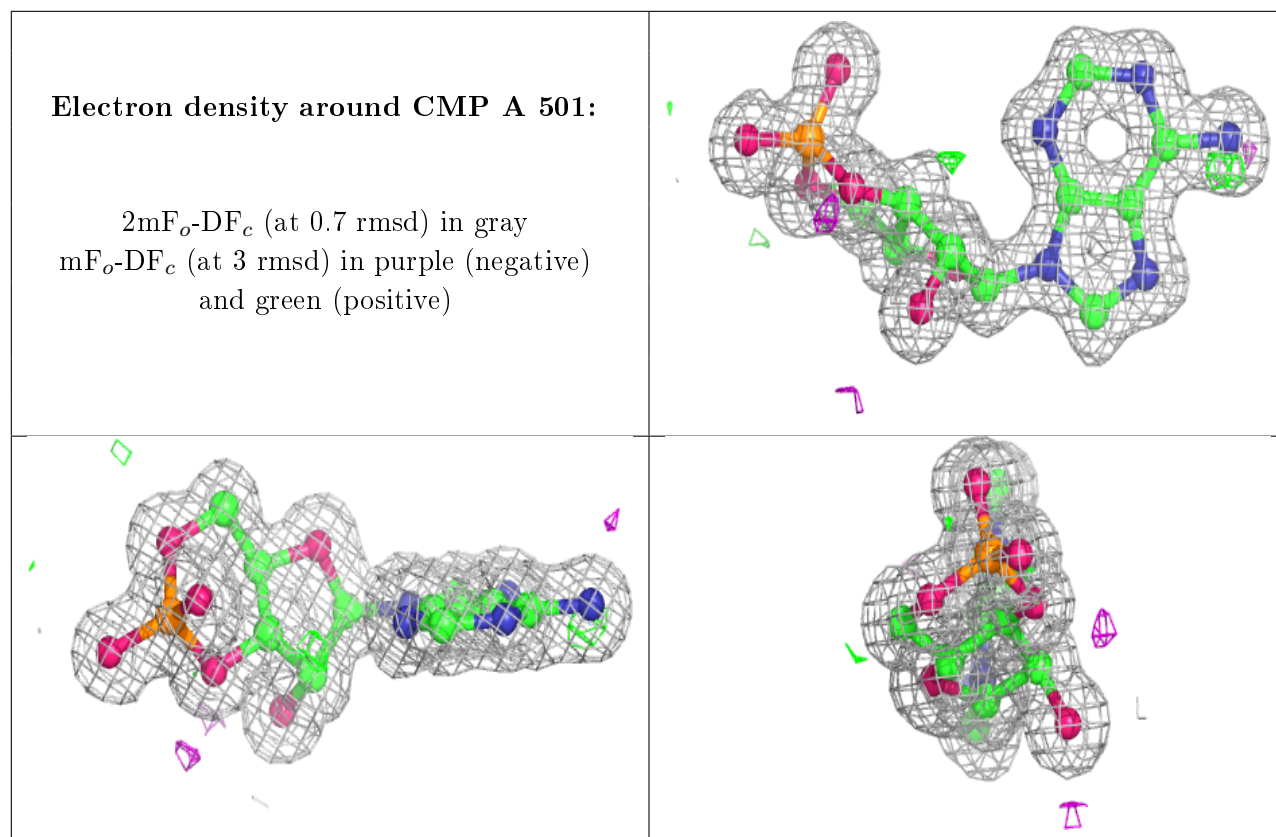 Electron density around CMP A 501:
2mFₒ-DF𝒸 (at 0.7 rmsd) in gray
mFₒ-DF𝒸 (at 3 rmsd) in purple (negative)
and green (positive)